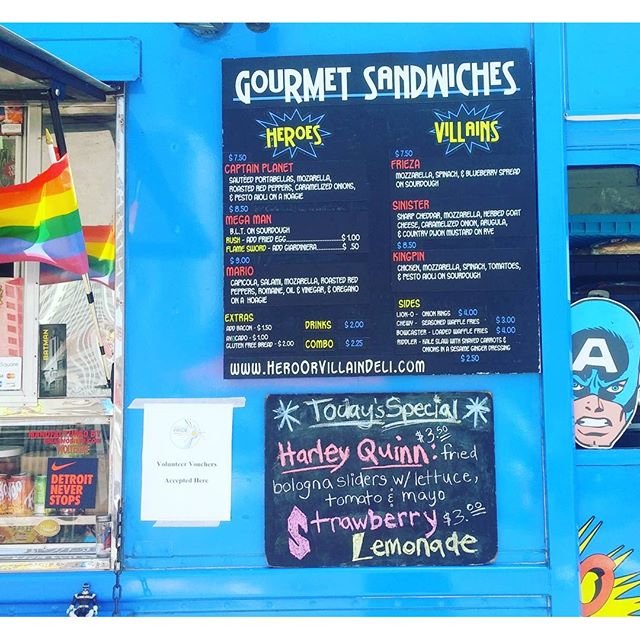 GOURMET SANDWICHES
HEROES
$ 7.50
CAPTAIN PLANET
SAUTÉED PORTABELLAS, MOZARELLA,
ROASTED RED PEPPERS, CARAMELIZED ONIONS,
& PESTO AIOLI ON A HOAGIE
$ 8.50
MEGA MAN
B.L.T. ON SOURDOUGH
RUSH - ADD FRIED EGG $ 1.00
FLAME SWORD - ADD GIARDINIERA $ .50
$ 9.00
MARIO
CAPICOLA, SALAMI, MOZARELLA, ROASTED RED
PEPPERS, ROMAINE, OIL & VINEGAR, & OREGANO
ON A HOAGIE
EXTRAS
ADD BACON - $ 1.50
AVOCADO - $ 1.00
GLUTEN FREE BREAD - $ 2.00
DRINKS $ 2.00
COMBO $ 2.25
VILLAINS
$ 7.50
FRIEZA
MOZZARELLA, SPINACH, & BLUEBERRY SPREAD
ON SOURDOUGH
SINISTER
SHARP CHEDDAR, MOZZARELLA, HERBED GOAT
CHEESE, CARAMELIZED ONION, ARUGULA,
& COUNTRY DIJON MUSTARD ON RYE
$ 8.50
KINGPIN
CHICKEN, MOZZARELLA, SPINACH, TOMATOES,
& PESTO AIOLI ON SOURDOUGH
SIDES
LION-O - ONION RINGS $ 4.00
CHEWY - SEASONED WAFFLE FRIES $ 3.00
BOWCASTER - LOADED WAFFLE FRIES $ 4.00
RIDDLER - KALE SLAW WITH SHAVED CARROTS &
ONIONS IN A SESAME GINGER DRESSING
$ 2.50
WWW.HEROORVILLAINDELI.COM
Today's Special
Harley Quinn: $3.50 fried
bologna sliders w/ lettuce,
tomato & mayo
Strawberry $3.00
Lemonade
Volunteer Vouchers
Accepted Here
BATMAN
Square
DETROIT
NEVER
STOPS
A